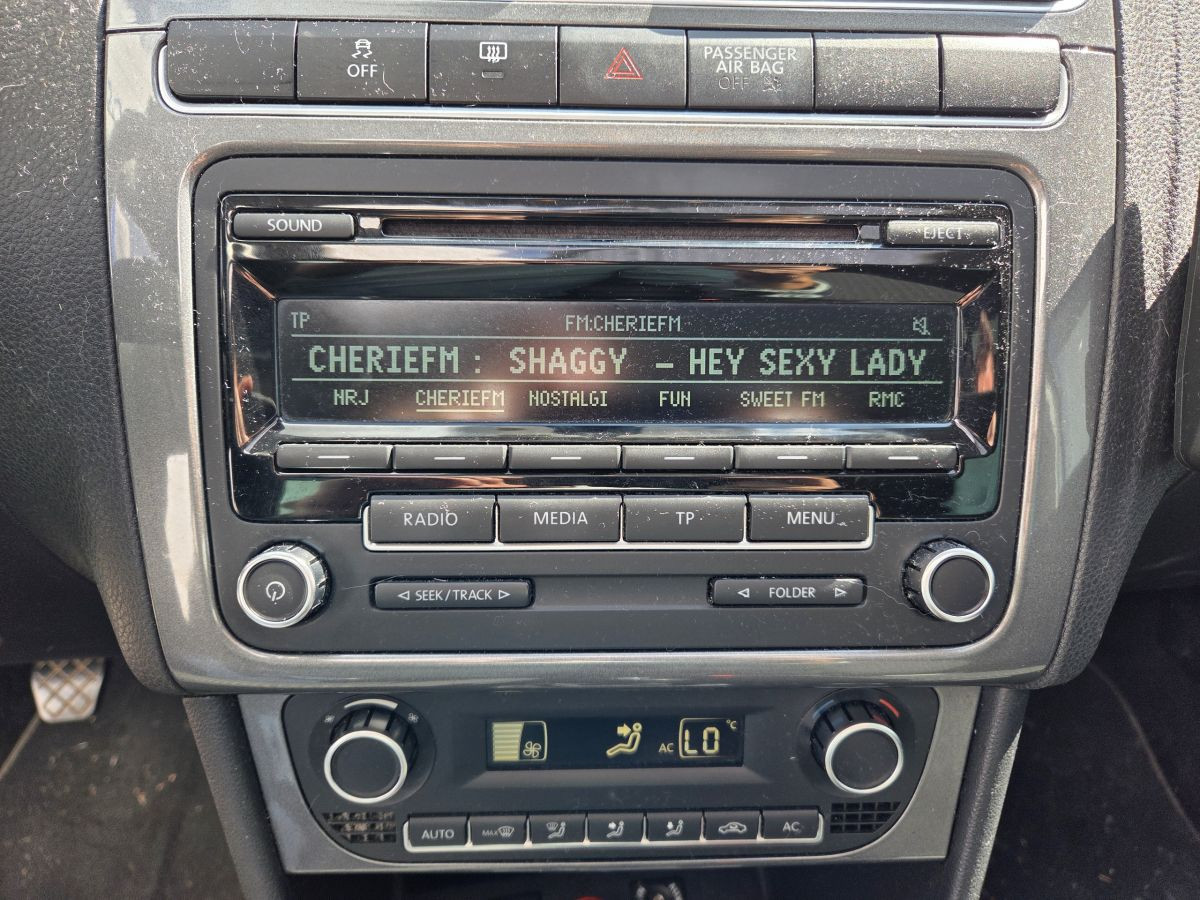 OFF
PASSENGER
AIR BAG
OFF
SOUND
EJECT
TP
FM:CHERIEFM
CHERIEFM : SHAGGY – HEY SEXY LADY
NRJ CHERIEFM NOSTALGI FUN SWEET FM RMC
RADIO MEDIA TP MENU
SEEK / TRACK
FOLDER
AC LO °C
AUTO MAX AC